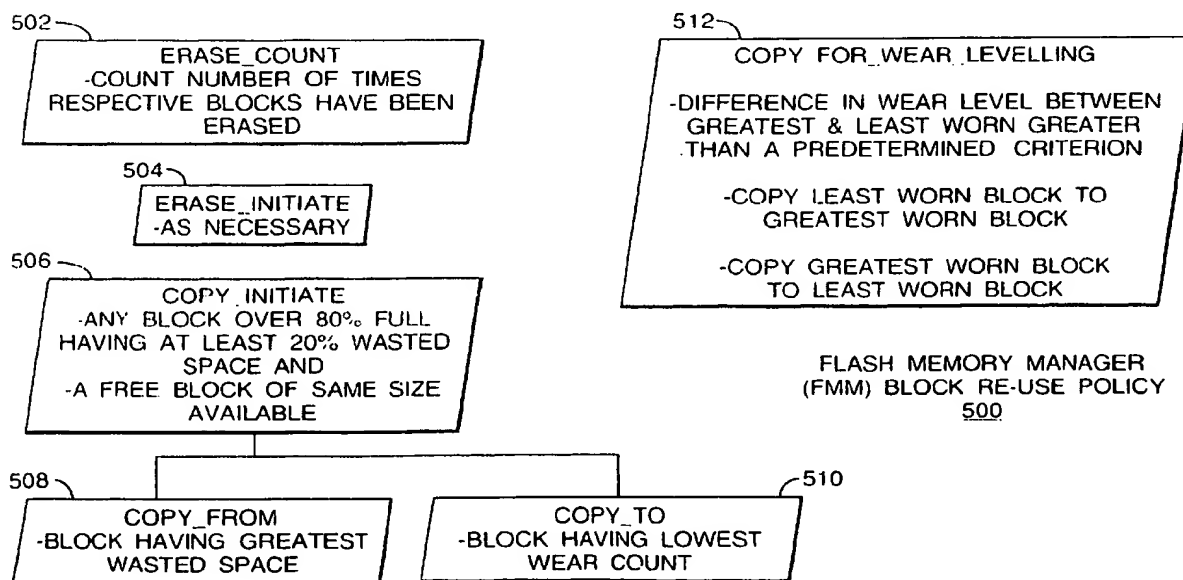 502
ERASE_COUNT
-COUNT NUMBER OF TIMES
RESPECTIVE BLOCKS HAVE BEEN
ERASED
504
ERASE_INITIATE
-AS NECESSARY
506
COPY_INITIATE
-ANY BLOCK OVER 80% FULL
HAVING AT LEAST 20% WASTED
SPACE AND
-A FREE BLOCK OF SAME SIZE
AVAILABLE
508
COPY_FROM
-BLOCK HAVING GREATEST
WASTED SPACE
510
COPY_TO
-BLOCK HAVING LOWEST
WEAR COUNT
512
COPY FOR_WEAR_LEVELLING
-DIFFERENCE IN WEAR LEVEL BETWEEN
GREATEST & LEAST WORN GREATER
THAN A PREDETERMINED CRITERION
-COPY LEAST WORN BLOCK TO
GREATEST WORN BLOCK
-COPY GREATEST WORN BLOCK
TO LEAST WORN BLOCK
FLASH MEMORY MANAGER
(FMM) BLOCK RE-USE POLICY
500